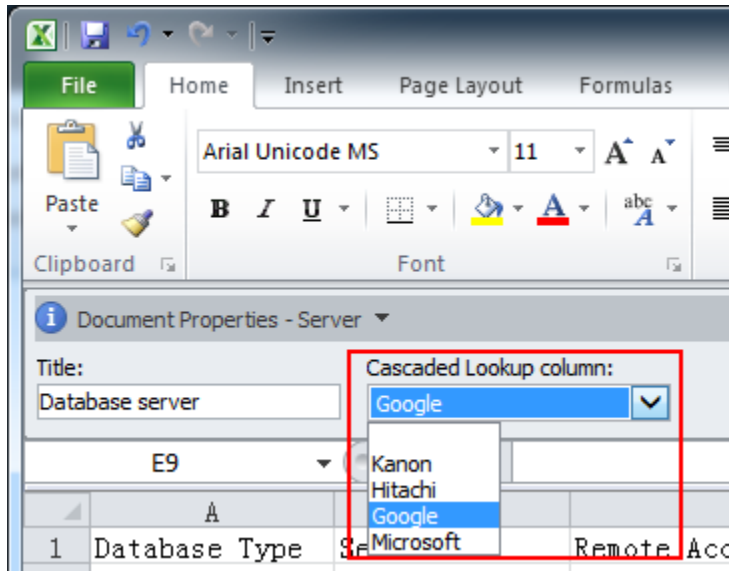 File Home Insert Page Layout Formulas
Arial Unicode MS 11 A A
Paste B I U A abc A
Clipboard Font
i Document Properties - Server
Title: Cascaded Lookup column:
Database server Google
E9
Kanon
Hitachi
Google
Microsoft
A
1 Database Type Remote